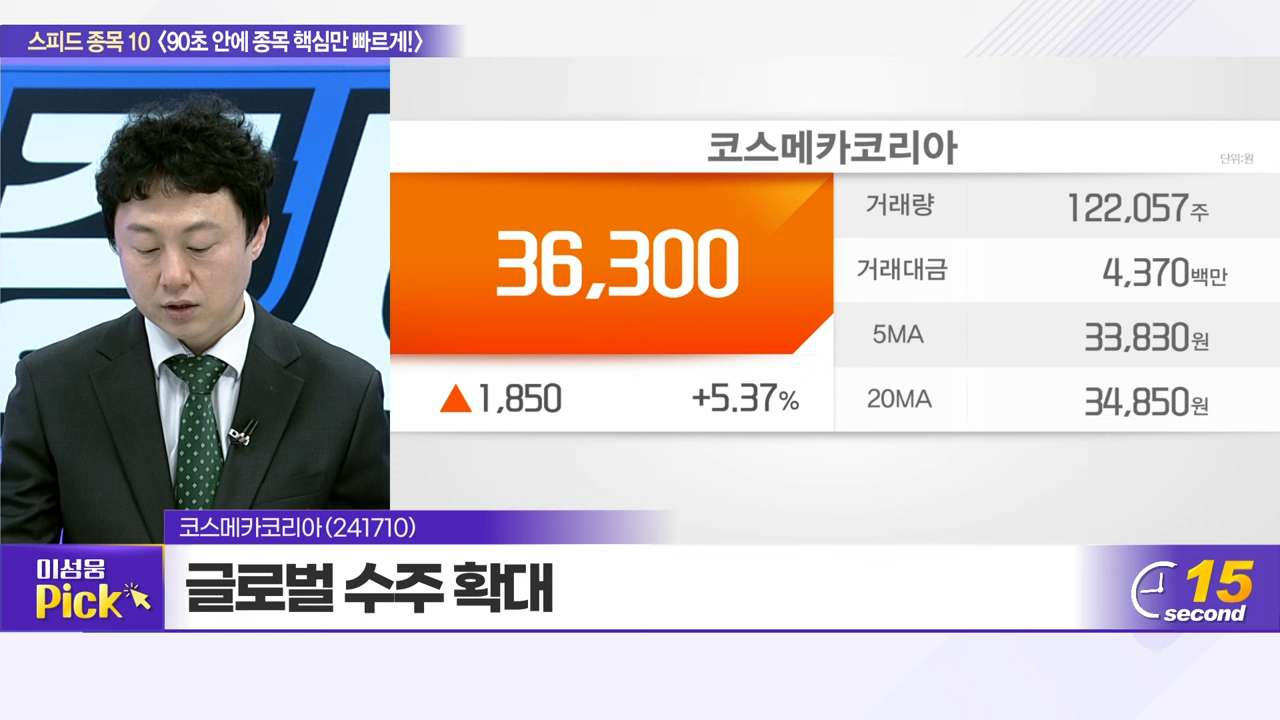 스피드 종목 10 〈90초 안에 종목 핵심만 빠르게!〉
코스메카코리아
단위:원
36,300
▲1,850 +5.37%
거래량 122,057주
거래대금 4,370백만
5MA 33,830원
20MA 34,850원
코스메카코리아(241710)
이섬웅
Pick
글로벌 수주 확대
15
second